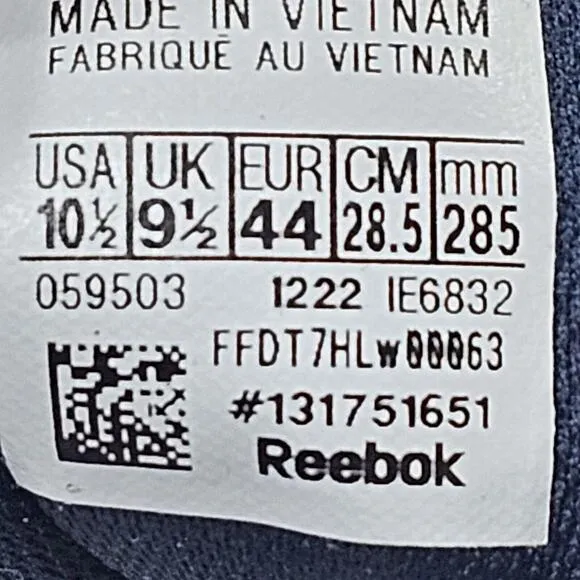 MADE IN VIETNAM
FABRIQUÉ AU VIETNAM
USA UK EUR CM mm
10½ 9½ 44 28.5 285
059503 1222 IE6832
FFDT7HLw00063
#131751651
Reebok